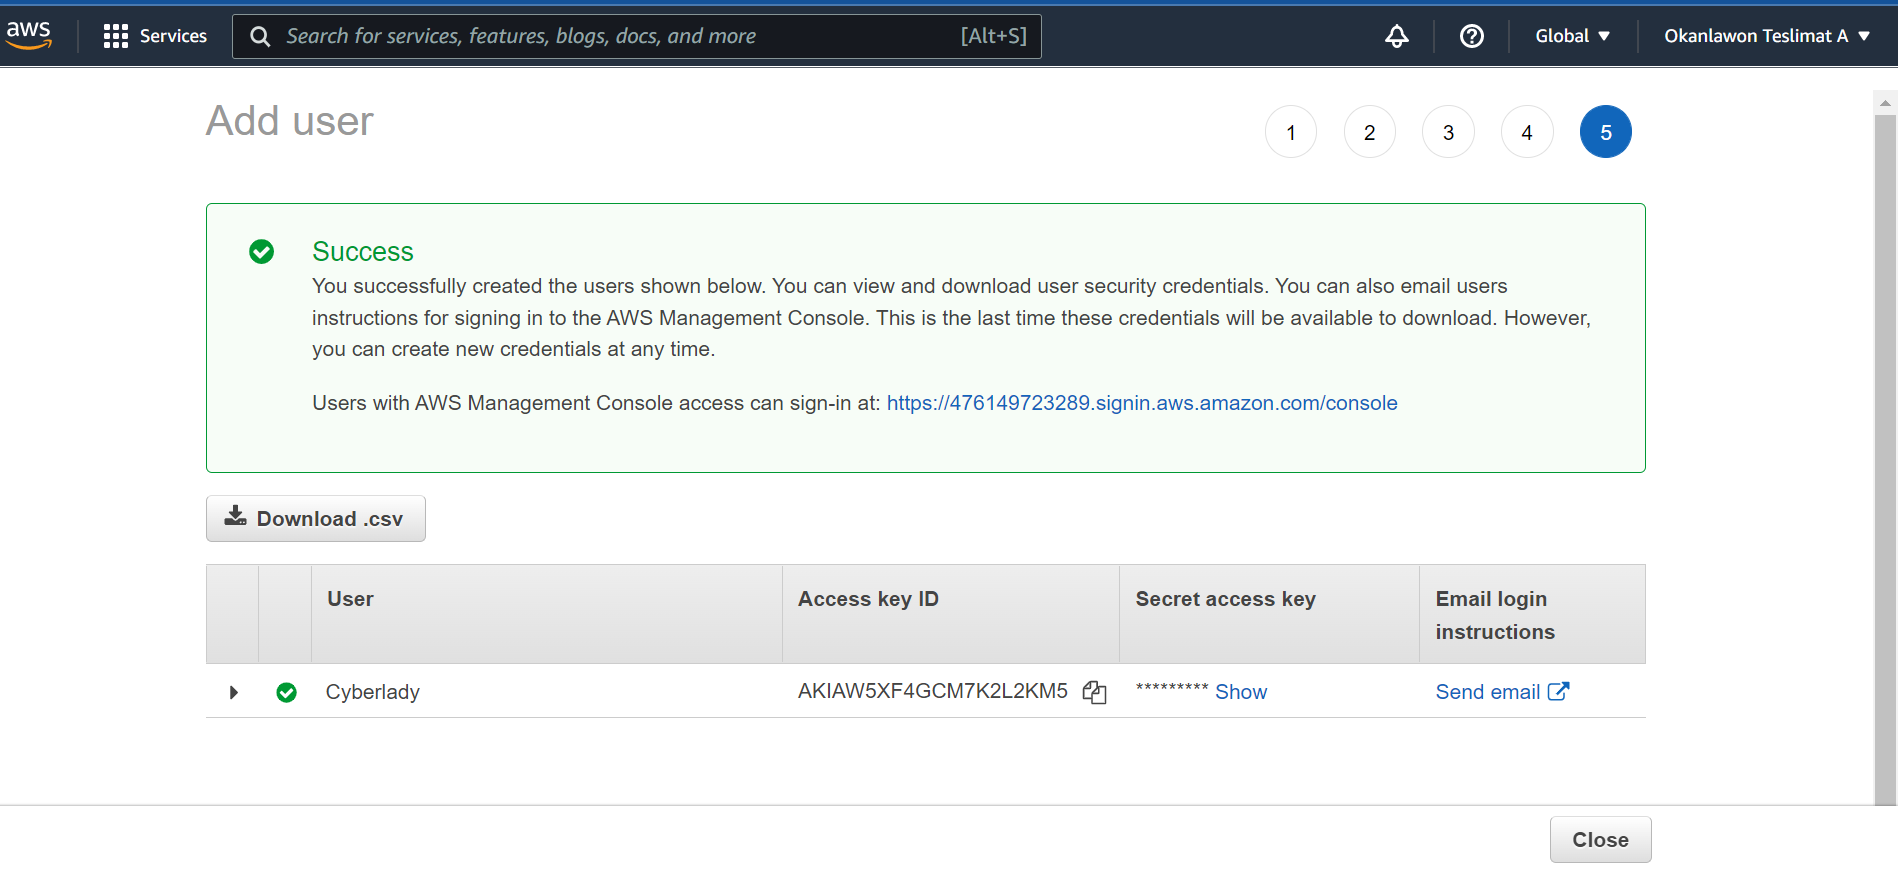 aws
Services
Search for services, features, blogs, docs, and more [Alt+S]
Global
Okanlawon Teslimat A
Add user
1 2 3 4 5
Success
You successfully created the users shown below. You can view and download user security credentials. You can also email users
instructions for signing in to the AWS Management Console. This is the last time these credentials will be available to download. However,
you can create new credentials at any time.
Users with AWS Management Console access can sign-in at: https://476149723289.signin.aws.amazon.com/console
Download .csv
User Access key ID Secret access key Email login
instructions
Cyberlady AKIAW5XF4GCM7K2L2KM5 ********* Show Send email
Close